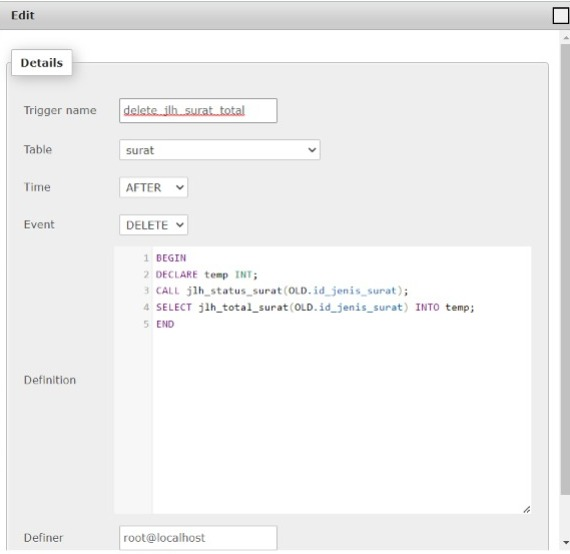 Edit
Details
Trigger name delete_jlh_surat_total
Table surat
Time AFTER
Event DELETE
1 BEGIN
2 DECLARE temp INT;
3 CALL jlh_status_surat(OLD.id_jenis_surat);
4 SELECT jlh_total_surat(OLD.id_jenis_surat) INTO temp;
5 END
Definition
Definer root@localhost